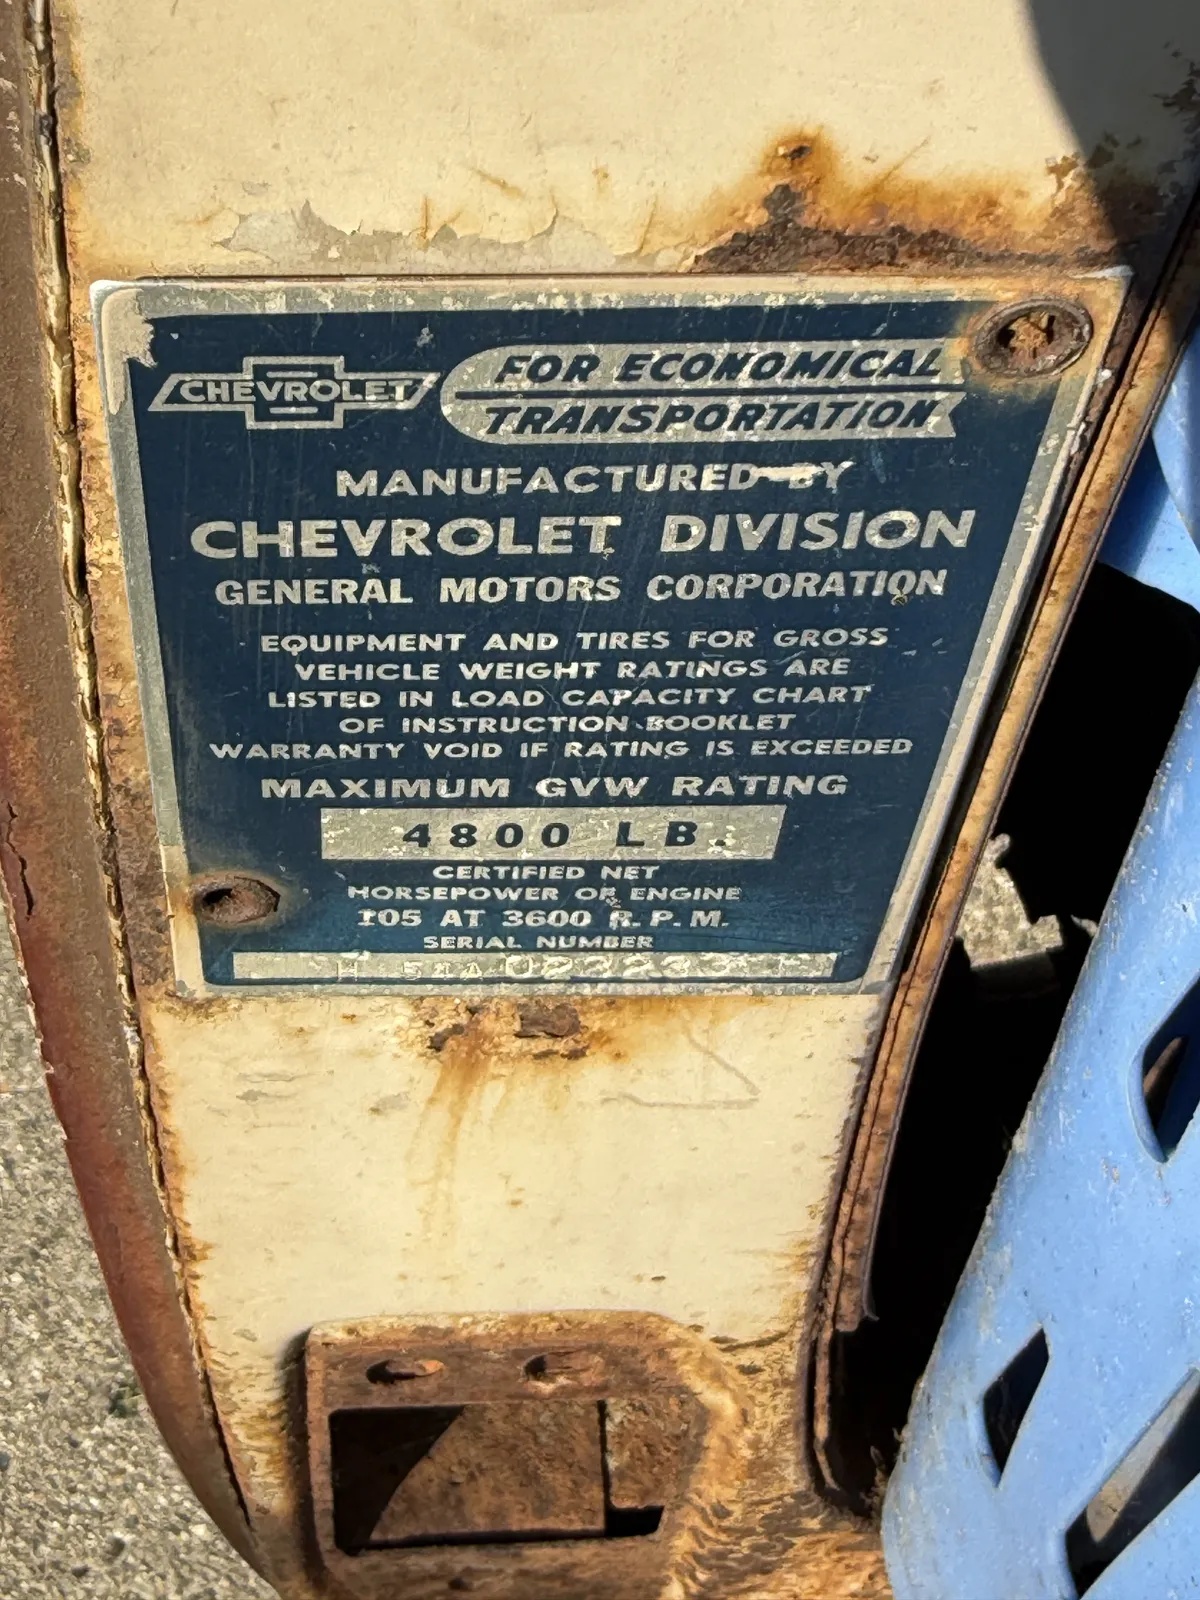 CHEVROLET
FOR ECONOMICAL
TRANSPORTATION
MANUFACTURED BY
CHEVROLET DIVISION
GENERAL MOTORS CORPORATION
EQUIPMENT AND TIRES FOR GROSS
VEHICLE WEIGHT RATINGS ARE
LISTED IN LOAD CAPACITY CHART
OF INSTRUCTION BOOKLET
WARRANTY VOID IF RATING IS EXCEEDED
MAXIMUM GVW RATING
4800 LB.
CERTIFIED NET
HORSEPOWER OF ENGINE
105 AT 3600 R.P.M.
SERIAL NUMBER